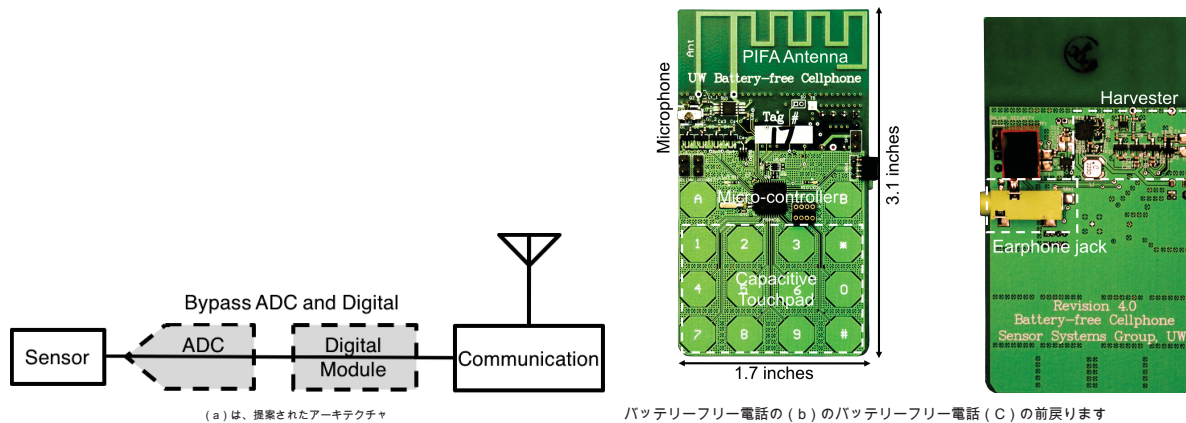 Bypass ADC and Digital
Sensor
ADC
Digital
Module
Communication
(a)は、提案されたアーキテクチャ
Microphone
Ant
PIFA Antenna
UW Battery-free Cellphone
Tag #
17
Micro-controller
A
B
1
2
3
*
4
5
6
0
Capacitive
Touchpad
7
8
9
#
3.1 inches
1.7 inches
Harvester
Earphone jack
Revision 4.0
Battery-free Cellphone
Sensor Systems Group, UW
バッテリーフリー電話の(b)のバッテリーフリー電話(C)の前戻ります